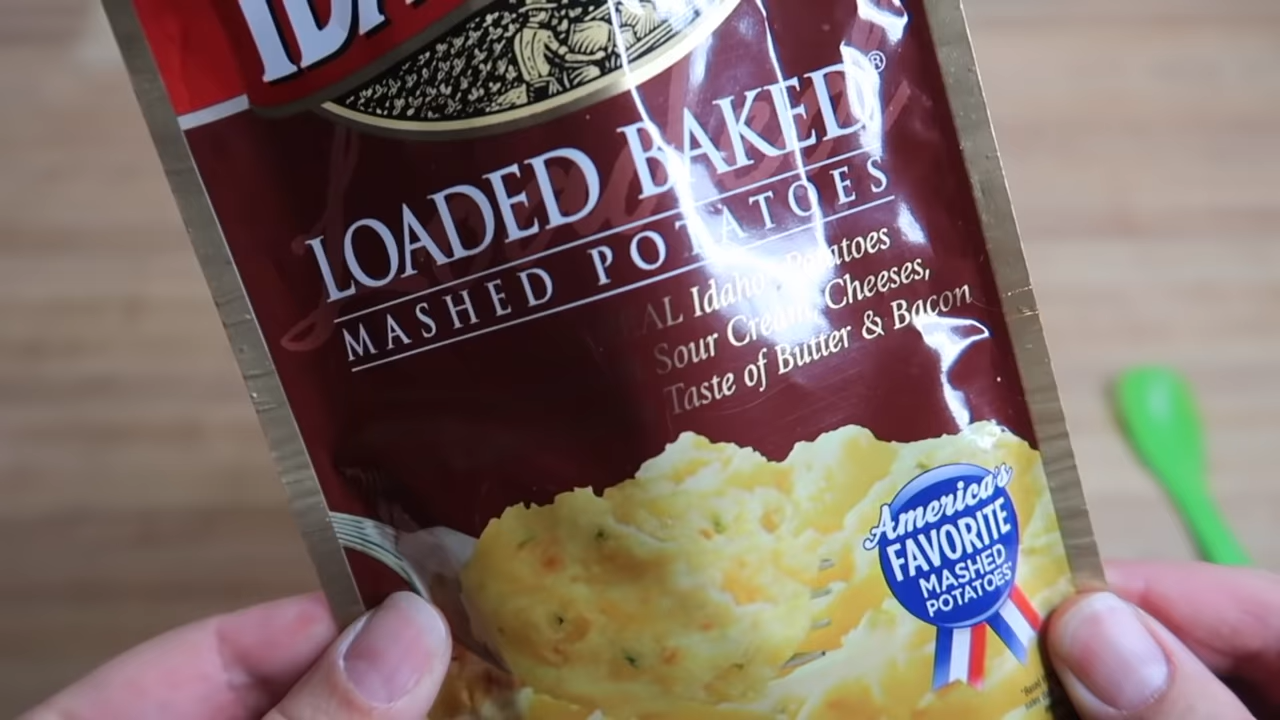 LOADED BAKED®
MASHED POTATOES
Idaho Potatoes
Sour Cream, Cheeses,
Taste of Butter & Bacon
America's
FAVORITE
MASHED
POTATOES*